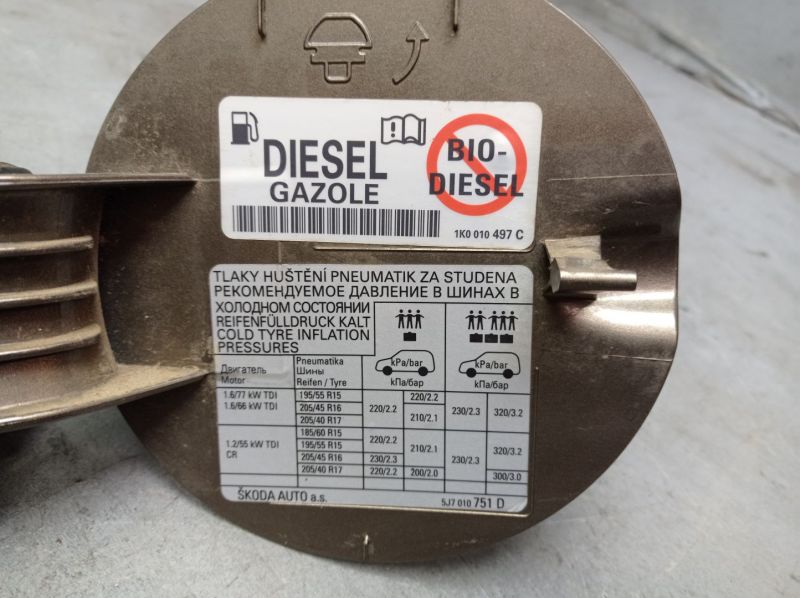 DIESEL
GAZOLE
BIO-
DIESEL
1K0 010 497 C
TLAKY HUŠTĚNÍ PNEUMATIK ZA STUDENA
РЕКОМЕНДУЕМОЕ ДАВЛЕНИЕ В ШИНАХ В
ХОЛОДНОМ СОСТОЯНИИ
REIFENFÜLLDRUCK KALT
COLD TYRE INFLATION
PRESSURES
kPa/bar kPa/bar
кПа/бар кПа/бар
Двигатель
Motor
Pneumatika
Шины
Reifen / Tyre
1.6/77 kW TDI 195/55 R15 220/2.2
1.6/66 kW TDI 205/45 R16 220/2.2 210/2.1 230/2.3 320/3.2
205/40 R17
185/60 R15
1.2/55 kW TDI 195/55 R15 220/2.2 210/2.1 320/3.2
CR 205/45 R16 230/2.3 230/2.3
205/40 R17 220/2.2 200/2.0 300/3.0
ŠKODA AUTO a.s. 5J7 010 751 D